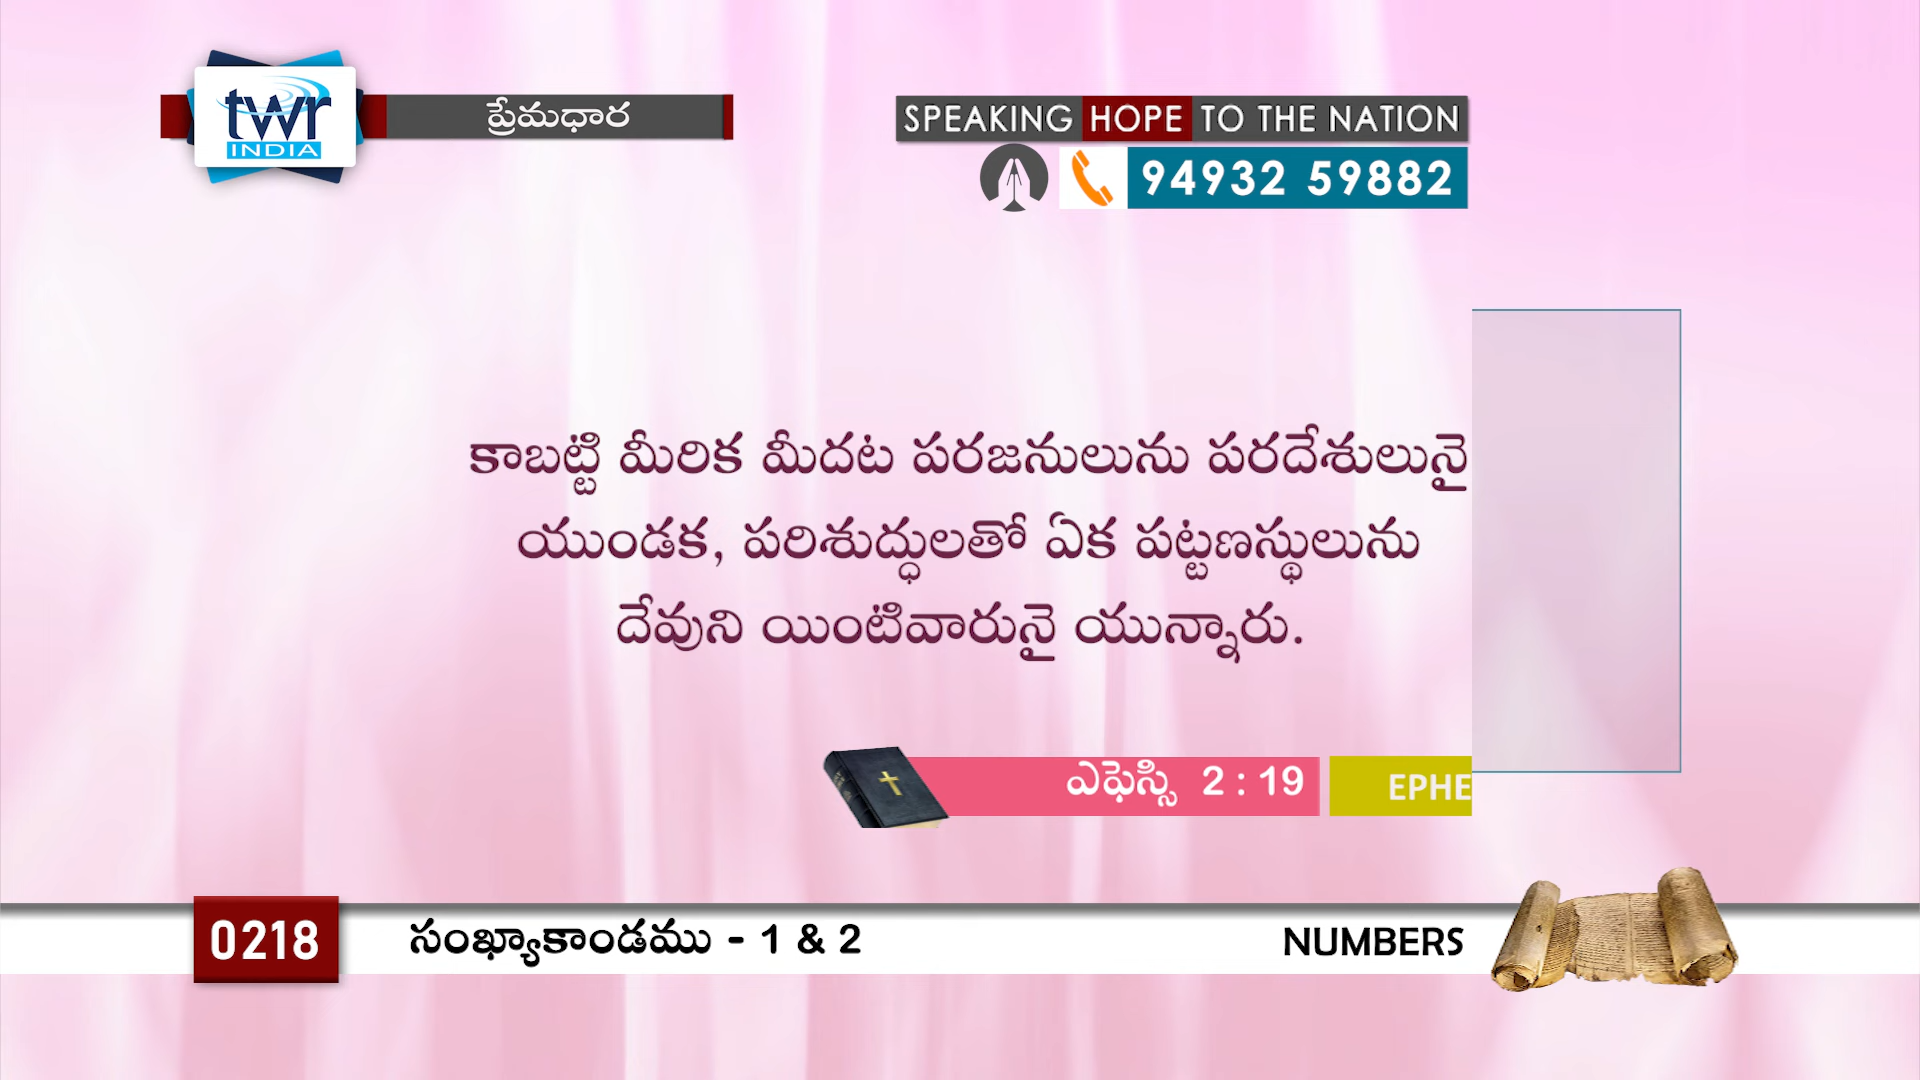 twr
INDIA
ప్రేమధార
SPEAKING HOPE TO THE NATION
94932 59882
కాబట్టి మీరిక మీదట పరజనులును పరదేశులునై
యుండక, పరిశుద్ధులతో ఏక పట్టణస్థులును
దేవుని యింటివారునై యున్నారు.
ఎఫెస్సి 2 : 19
EPHE
0218
సంఖ్యాకాండము - 1 & 2
NUMBERS